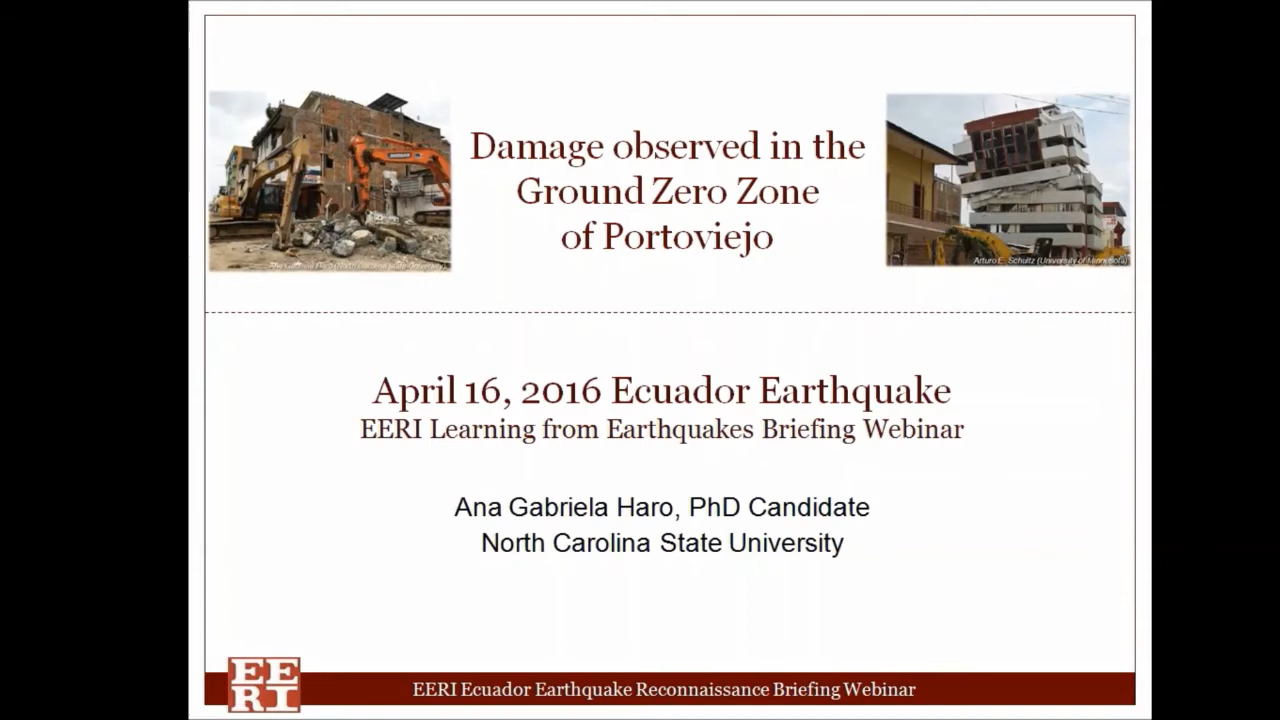 Damage observed in the
Ground Zero Zone
of Portoviejo
Arturo E. Schultz (University of Minnesota)
April 16, 2016 Ecuador Earthquake
EERI Learning from Earthquakes Briefing Webinar
Ana Gabriela Haro, PhD Candidate
North Carolina State University
EE
RI
EERI Ecuador Earthquake Reconnaissance Briefing Webinar